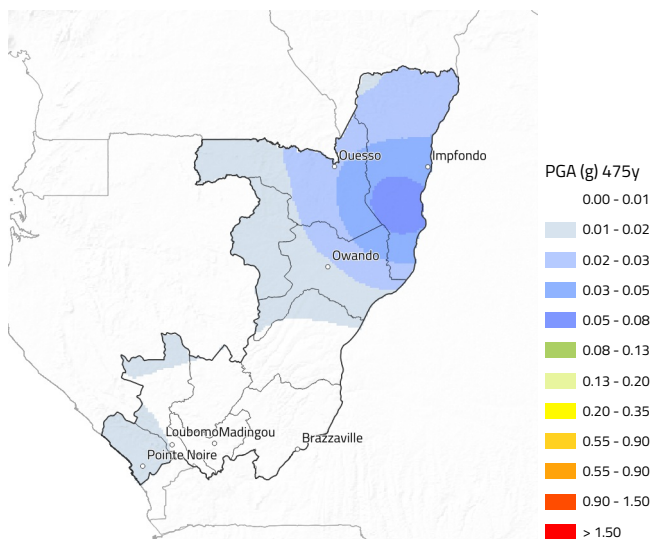 Ouesso
Impfondo
Owando
LoubomoMadingou
Brazzaville
Pointe Noire
PGA (g) 475y
0.00 - 0.01
0.01 - 0.02
0.02 - 0.03
0.03 - 0.05
0.05 - 0.08
0.08 - 0.13
0.13 - 0.20
0.20 - 0.35
0.55 - 0.90
0.55 - 0.90
0.90 - 1.50
> 1.50